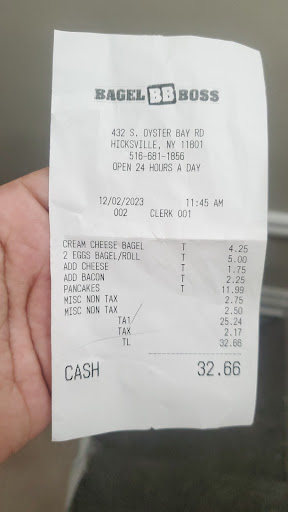 BAGEL BB BOSS
432 S. OYSTER BAY RD
HICKSVILLE, NY 11801
516-681-1856
OPEN 24 HOURS A DAY
12/02/2023 11:45 AM
002 CLERK 001
CREAM CHEESE BAGEL T 4.25
2 EGGS BAGEL/ROLL T 5.00
ADD CHEESE T 1.75
ADD BACON T 2.25
PANCAKES T 11.99
MISC NON TAX 2.75
MISC NON TAX 2.50
TA1 25.24
TAX 2.17
TL 32.66
CASH 32.66